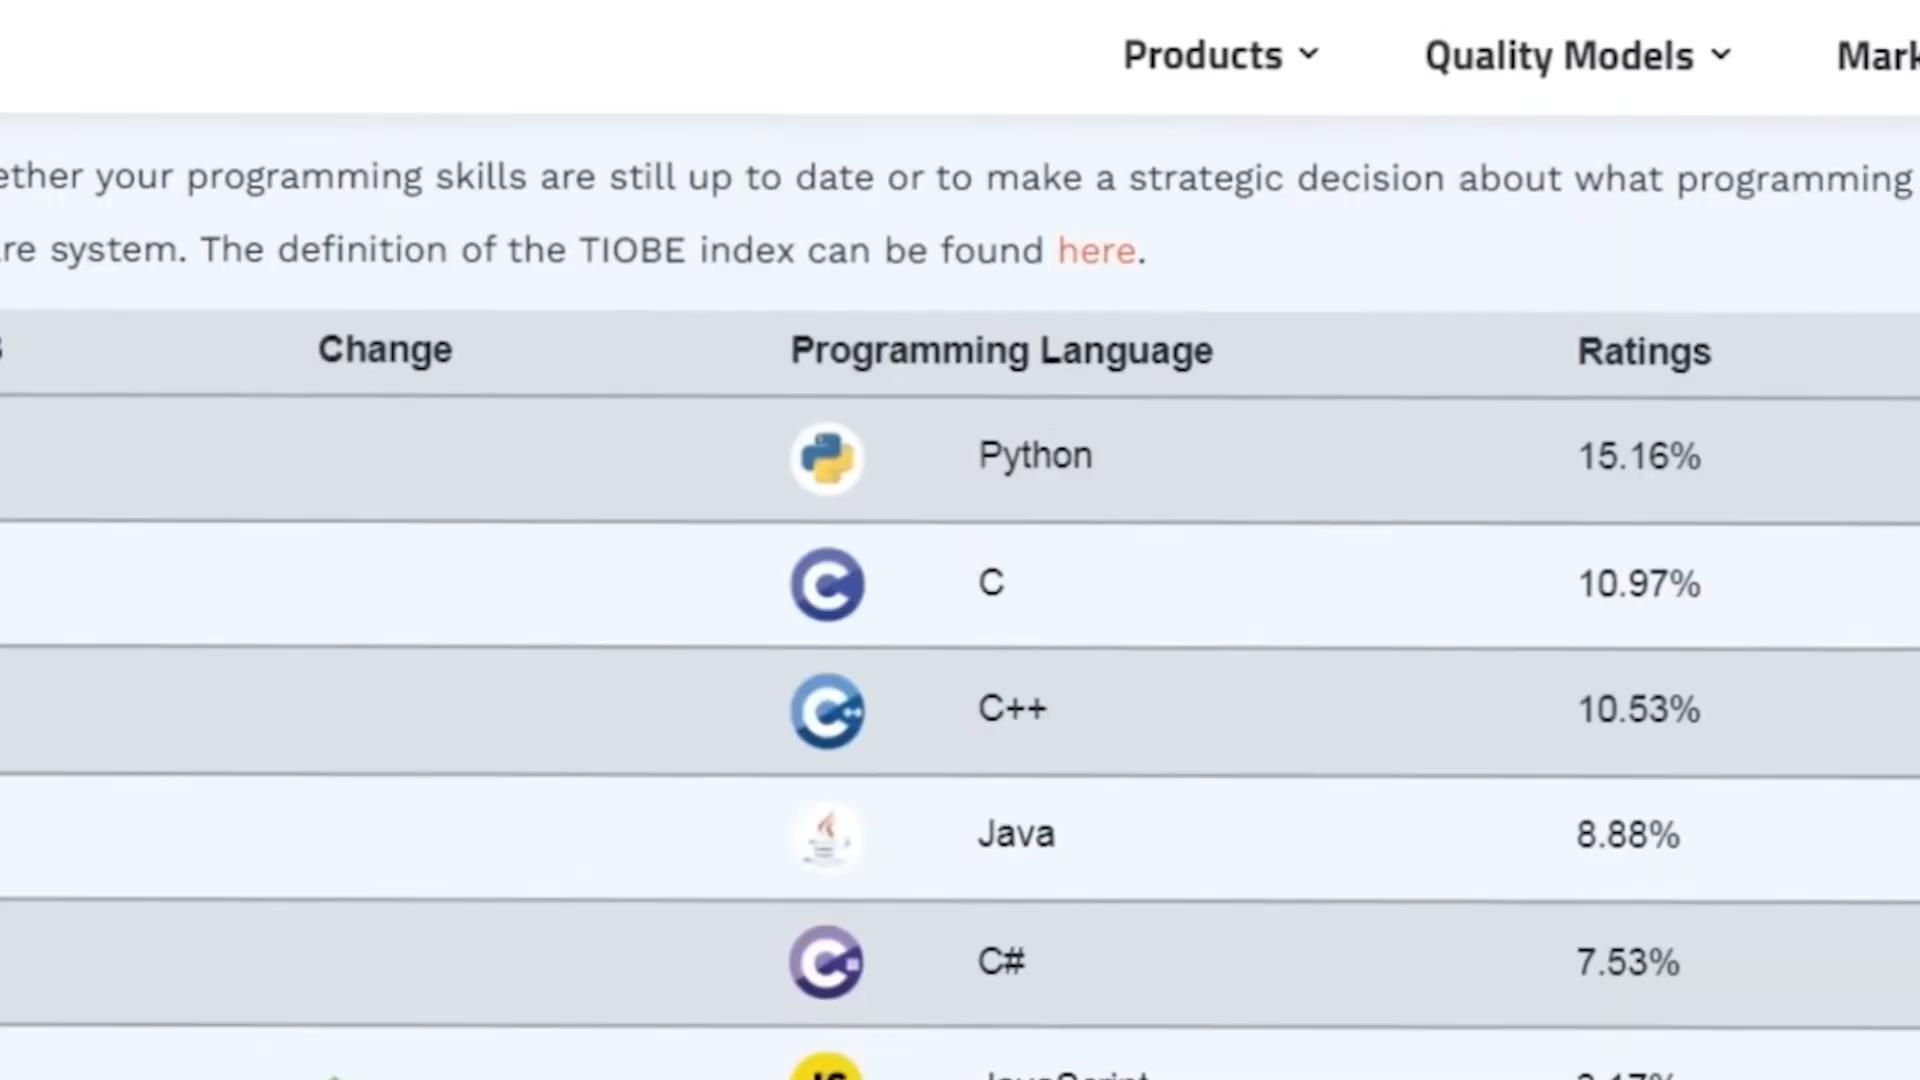 Products Quality Models
your programming skills are still up to date or to make a strategic decision about what programming
system. The definition of the TIOBE index can be found here.
Change Programming Language Ratings
Python 15.16%
C 10.97%
C++ 10.53%
Java 8.88%
C# 7.53%
JavaScript